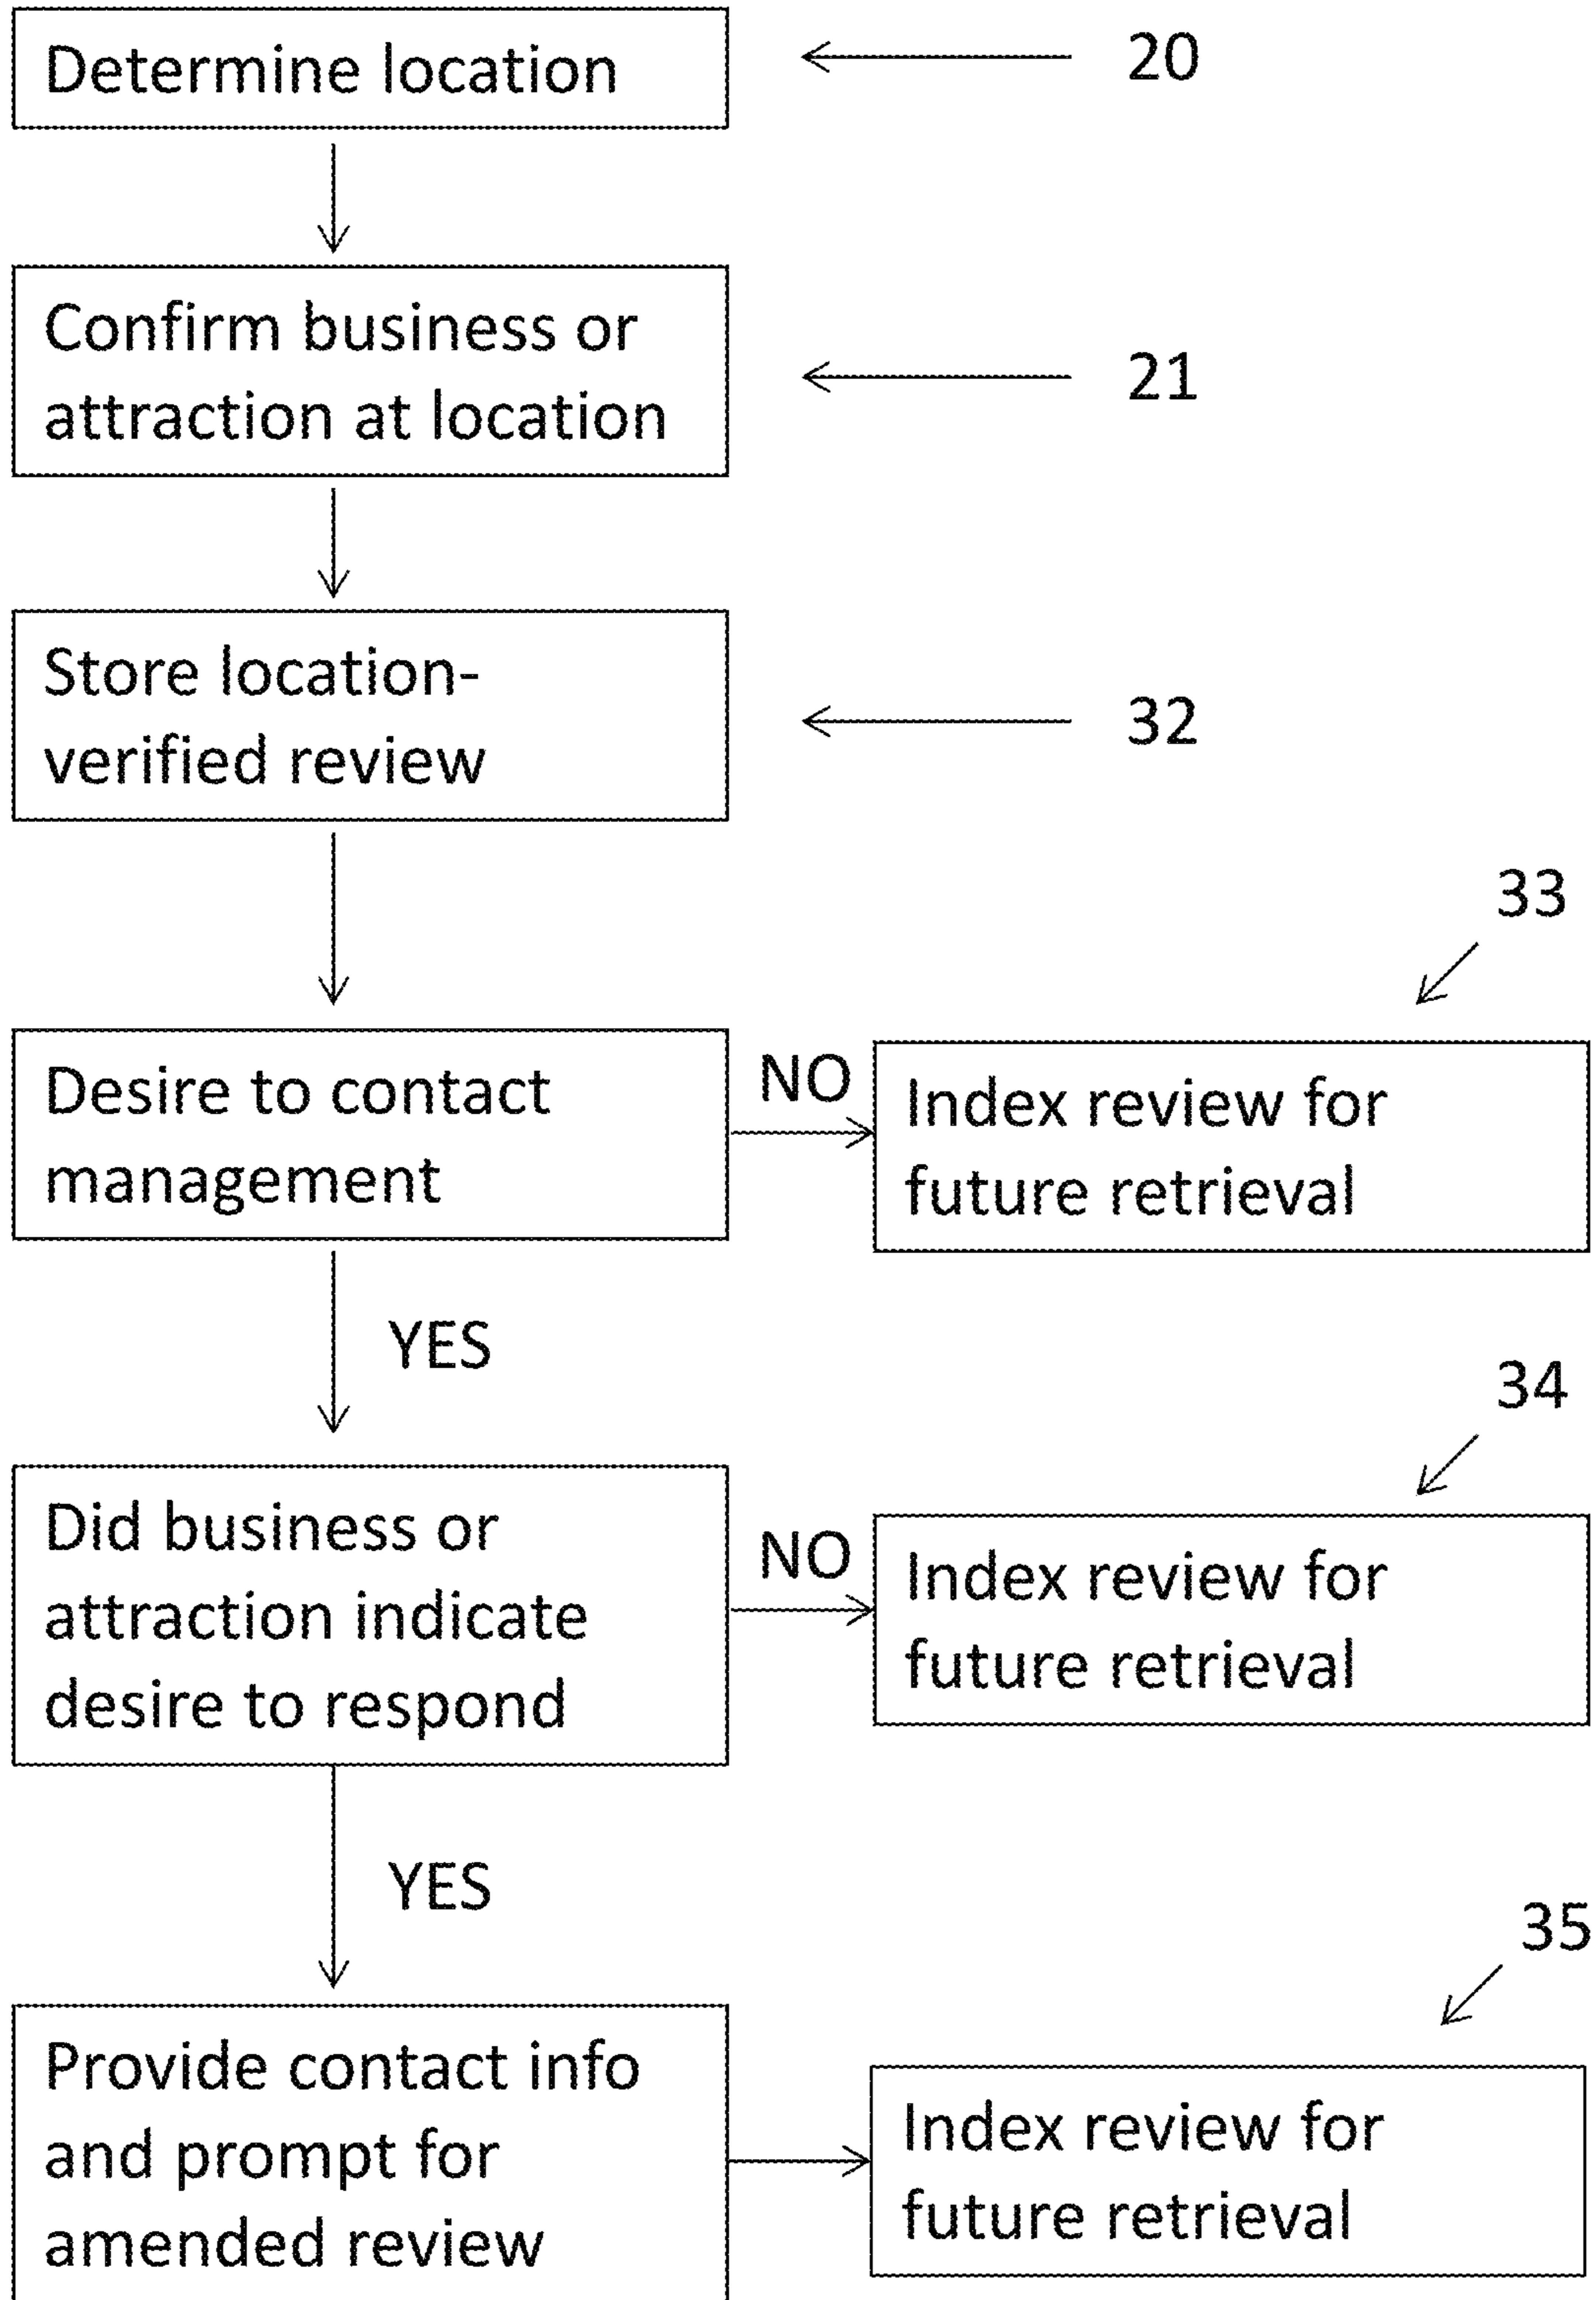 Determine location
20
Confirm business or
attraction at location
21
Store location-
verified review
32
33
Desire to contact
management
NO
Index review for
future retrieval
YES
34
Did business or
attraction indicate
desire to respond
NO
Index review for
future retrieval
YES
35
Provide contact info
and prompt for
amended review
Index review for
future retrieval